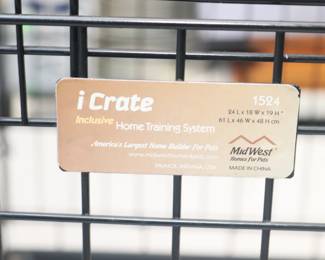 i Crate
1524
24 L x 18 W x 19 H "
61 L x 46 W x 48 H cm
Inclusive Home Training System
America's Largest Home Builder For Pets
MidWest
Homes For Pets
MADE IN CHINA